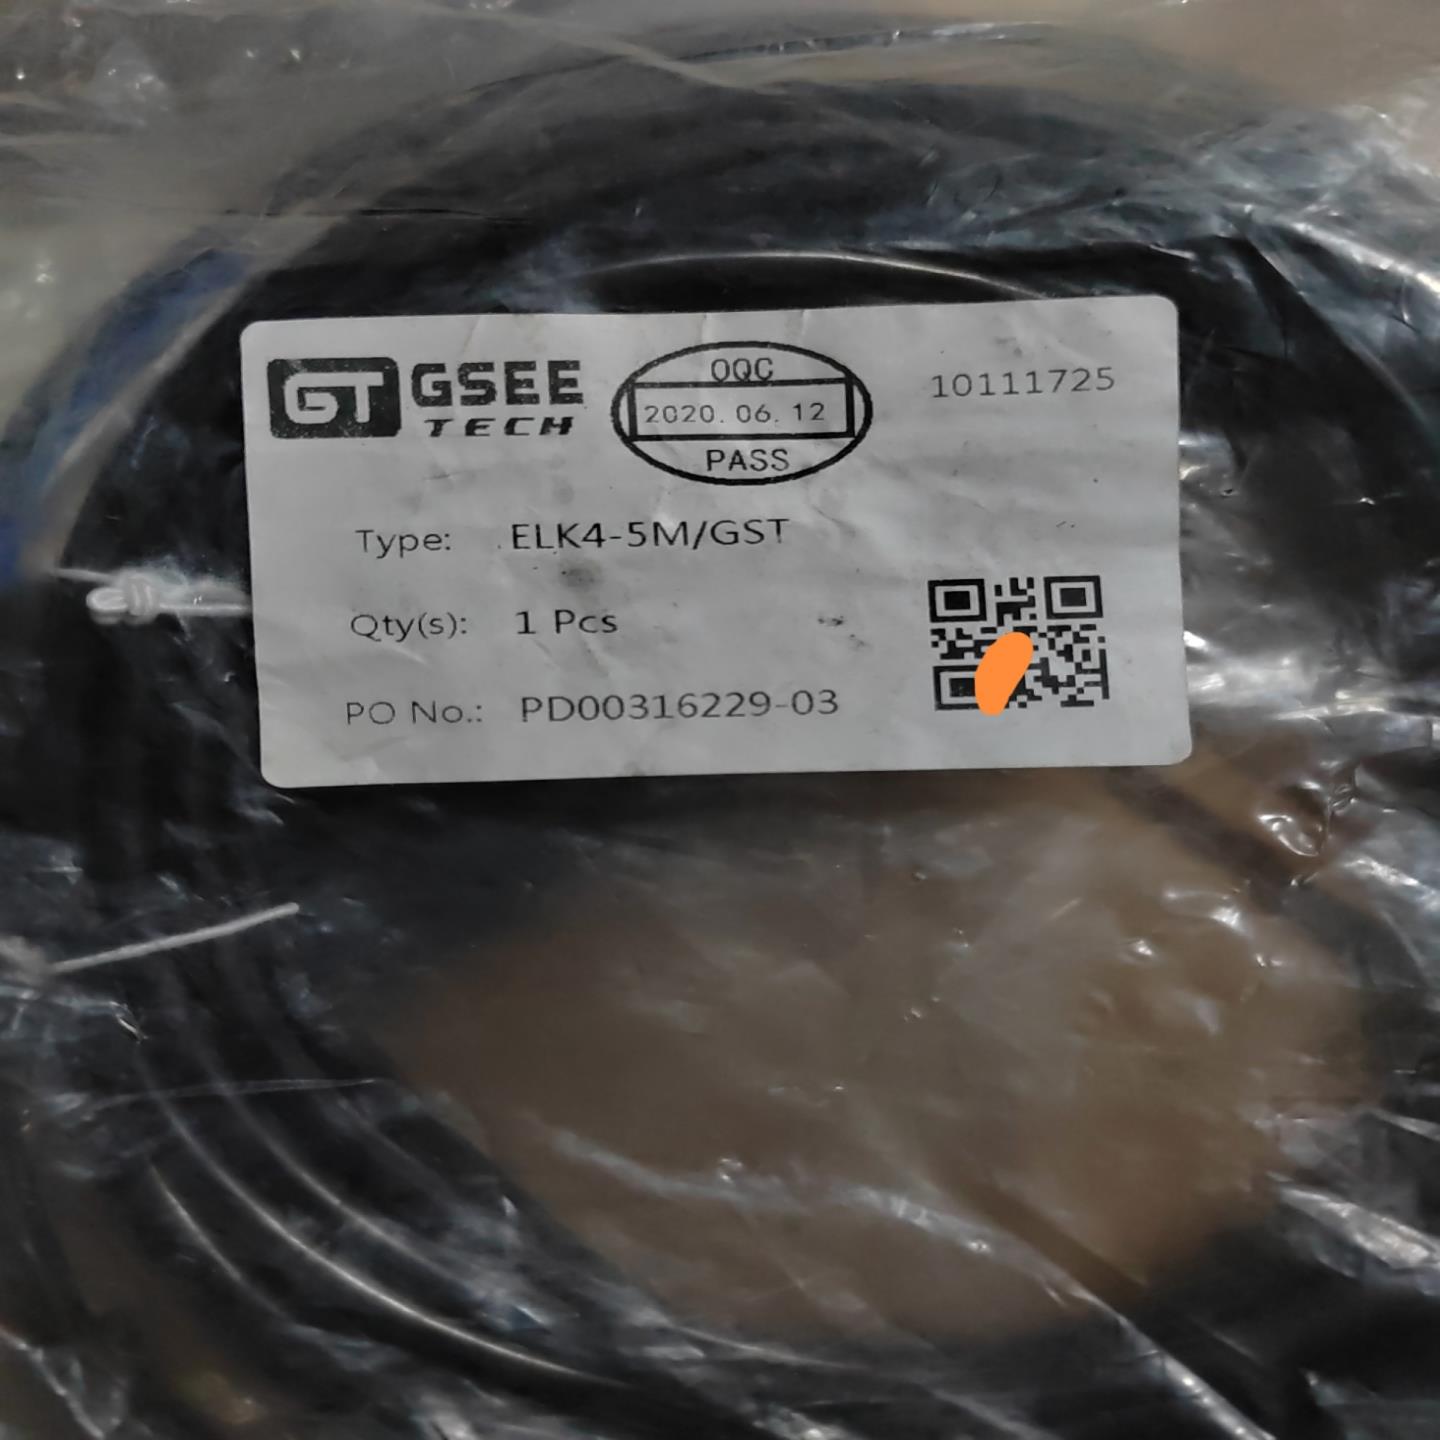 GT GSEE
TECH
OQC
2020.06.12
PASS
10111725
Type: ELK4-5M/GST
Qty(s): 1 Pcs
PO No.: PD00316229-03